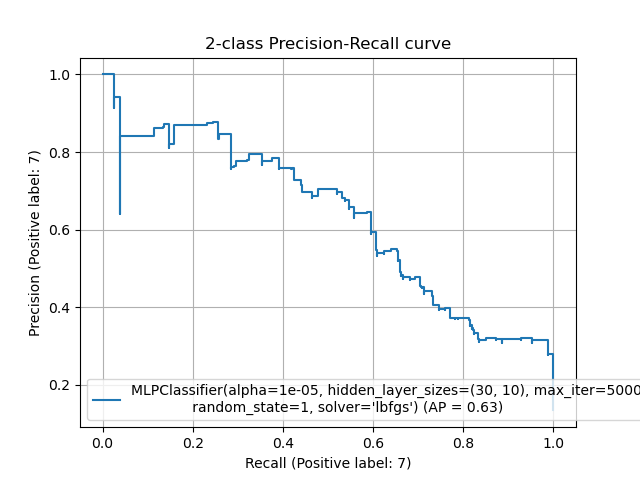 2-class Precision-Recall curve
1.0
0.8
0.6
0.4
0.2
Precision (Positive label: 7)
MLPClassifier(alpha=1e-05, hidden_layer_sizes=(30, 10), max_iter=5000
random_state=1, solver='lbfgs') (AP = 0.63)
0.0 0.2 0.4 0.6 0.8 1.0
Recall (Positive label: 7)